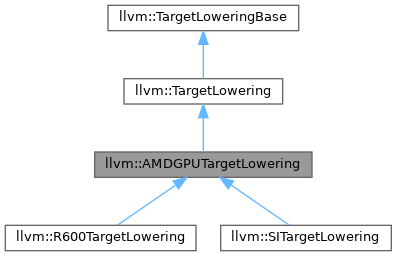 llvm::TargetLoweringBase
llvm::TargetLowering
llvm::AMDGPUTargetLowering
llvm::R600TargetLowering
llvm::SITargetLowering